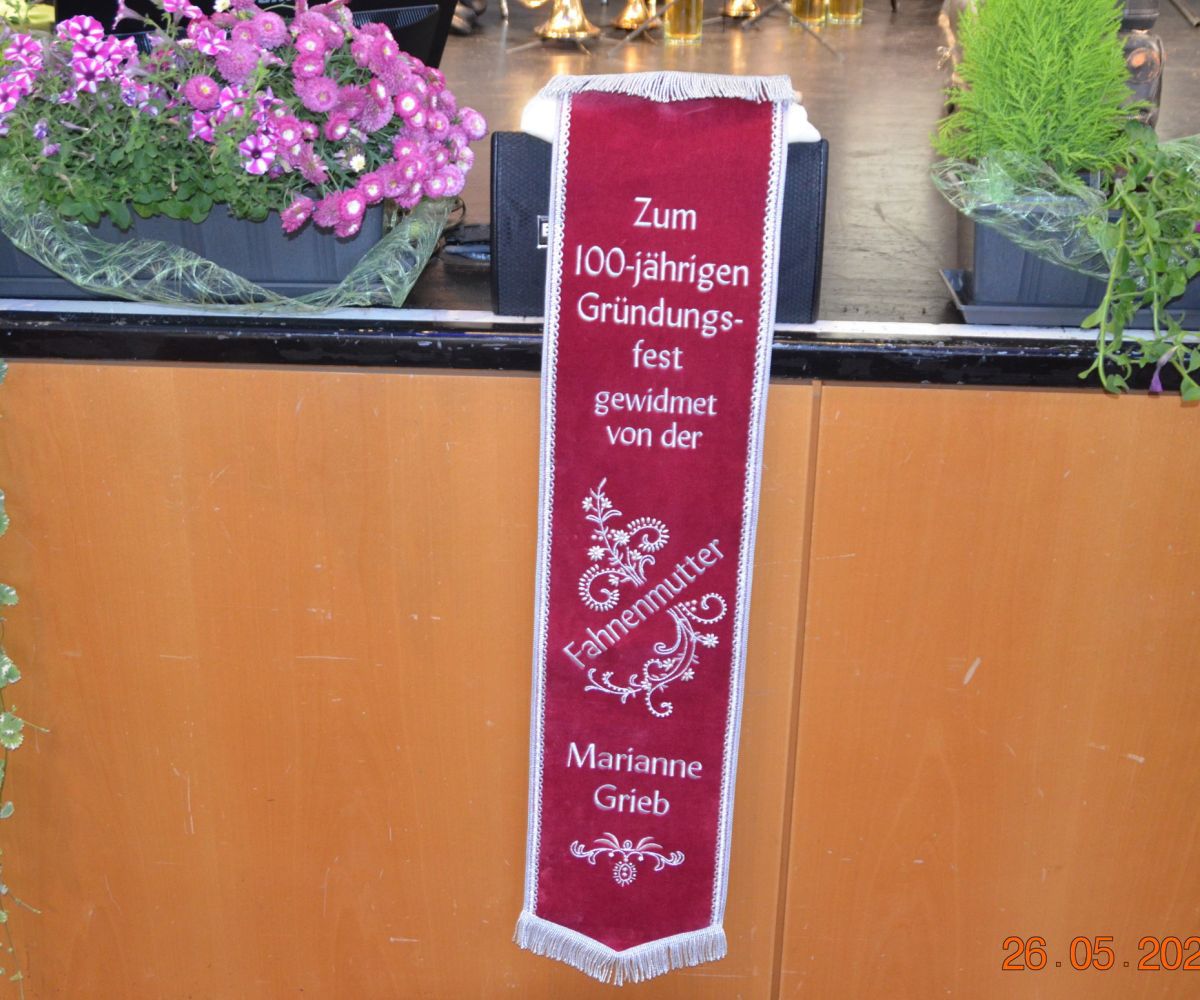 Zum
100-jährigen
Gründungs-
fest
gewidmet
von der
Fahnenmutter
Marianne
Grieb
26.05.202